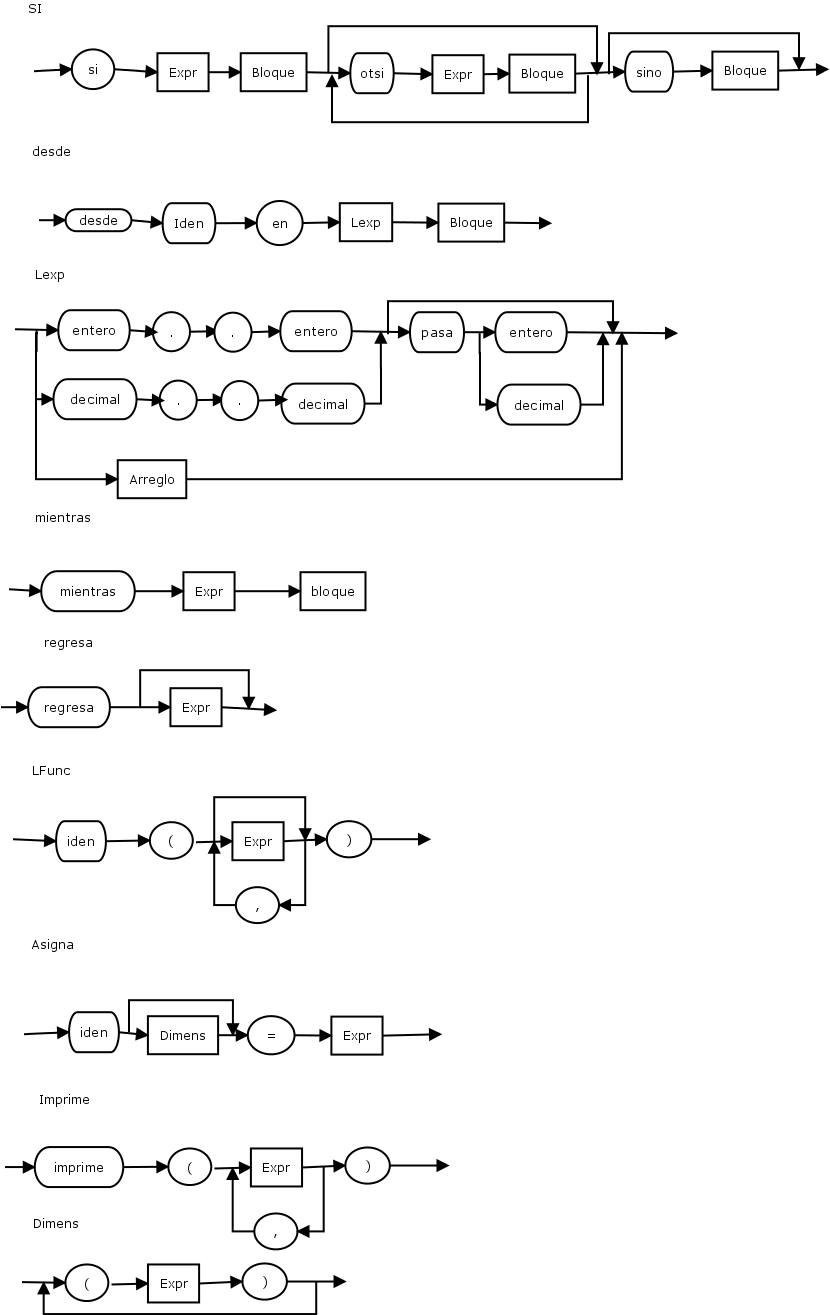 SI
si Expr Bloque otsi Expr Bloque sino Bloque
desde
desde Iden en Lexp Bloque
Lexp
entero . . entero pasa entero
decimal . . decimal decimal
Arreglo
mientras
mientras Expr bloque
regresa
regresa Expr
LFunc
iden ( Expr )
,
Asigna
iden Dimens = Expr
Imprime
imprime ( Expr )
,
Dimens
( Expr )